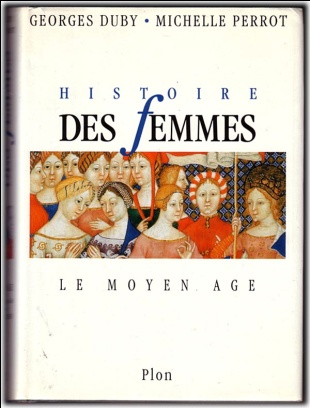 GEORGES DUBY • MICHELLE PERROT
HISTOIRE
DES FEMMES
LE MOYEN AGE
Plon